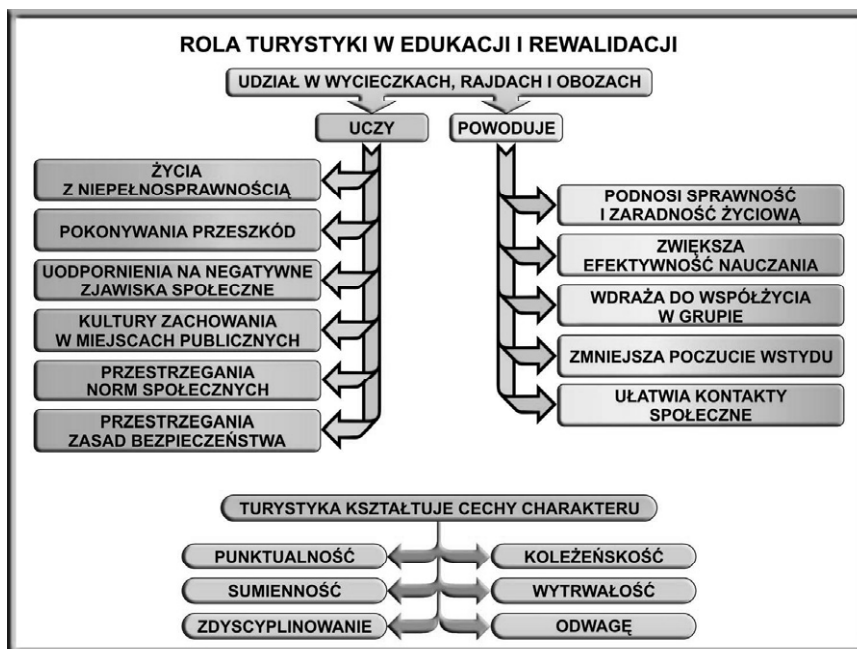 ROLA TURYSTYKI W EDUKACJI I REWALIDACJI
UDZIAŁ W WYCIECZKACH, RAJDACH I OBOZACH
UCZY
POWODUJE
ŻYCIA
Z NIEPEŁNOSPRAWNOŚCIĄ
POKONYWANIA PRZESZKÓD
UODPORNIENIA NA NEGATYWNE
ZJAWISKA SPOŁECZNE
KULTURY ZACHOWANIA
W MIEJSCACH PUBLICZNYCH
PRZESTRZEGANIA
NORM SPOŁECZNYCH
PRZESTRZEGANIA
ZASAD BEZPIECZEŃSTWA
PODNOSI SPRAWNOŚĆ
I ZARADNOŚĆ ŻYCIOWĄ
ZWIĘKSZA
EFEKTYWNOŚĆ NAUCZANIA
WDRAŻA DO WSPÓŁŻYCIA
W GRUPIE
ZMNIEJSZA POCZUCIE WSTYDU
UŁATWIA KONTAKTY
SPOŁECZNE
TURYSTYKA KSZTAŁTUJE CECHY CHARAKTERU
PUNKTUALNOŚĆ
KOLEŻEŃSKOŚĆ
SUMIENNOŚĆ
WYTRWAŁOŚĆ
ZDYSCYPLINOWANIE
ODWAGĘ